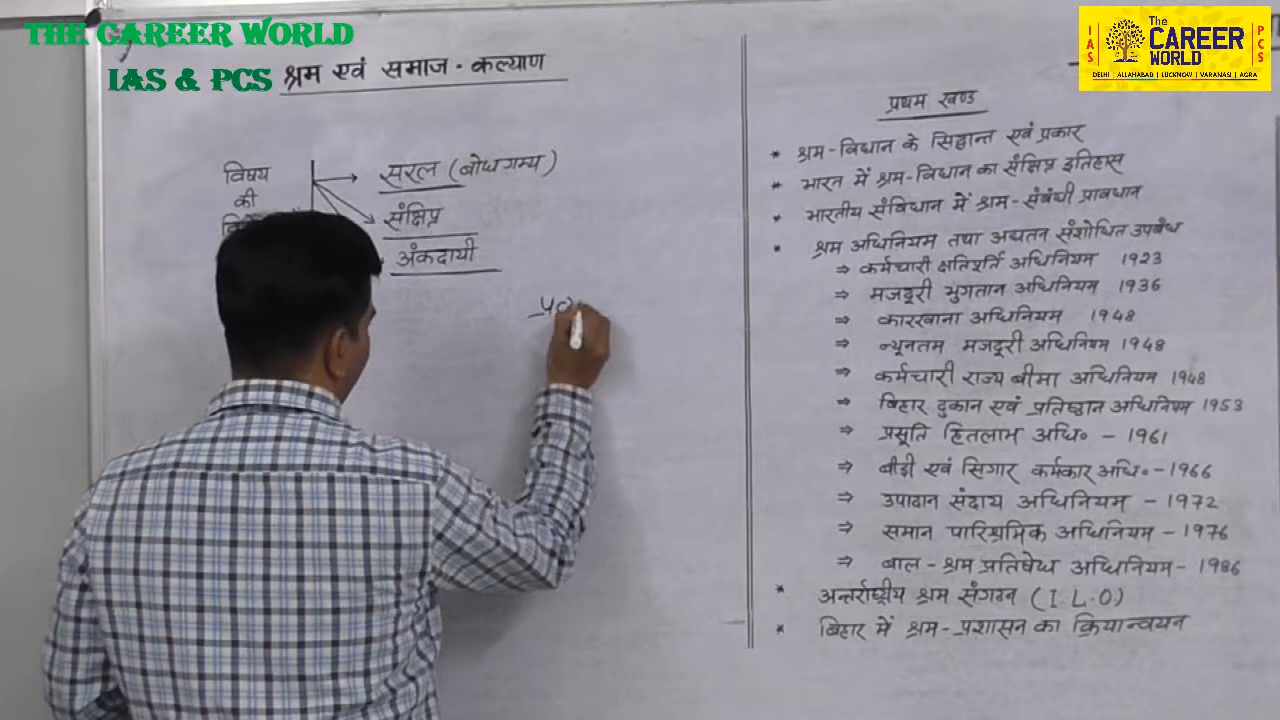 THE CAREER WORLD
IAS & PCS
श्रम एवं समाज - कल्याण
विषय
की
सरल (बोधगम्य)
संक्षिप्त
अंकदायी
प्रथम खण्ड
* श्रम-विधान के सिद्धान्त एवं प्रकार
* भारत में श्रम-विधान का संक्षिप्त इतिहास
* भारतीय संविधान में श्रम-संबंधी प्रावधान
* श्रम अधिनियम तथा अद्यतन संशोधित उपबंध
⇒ कर्मचारी क्षतिपूर्ति अधिनियम 1923
⇒ मजदूरी भुगतान अधिनियम 1936
⇒ कारखाना अधिनियम 1948
⇒ न्यूनतम मजदूरी अधिनियम 1948
⇒ कर्मचारी राज्य बीमा अधिनियम 1948
⇒ बिहार दुकान एवं प्रतिष्ठान अधिनियम 1953
⇒ प्रसूति हितलाभ अधि० - 1961
⇒ बीडी एवं सिगार कर्मकार अधि०-1966
⇒ उपादान संदाय अधिनियम - 1972
⇒ समान पारिश्रमिक अधिनियम - 1976
⇒ बाल-श्रम प्रतिषेध अधिनियम - 1986
* अन्तर्राष्ट्रीय श्रम संगठन (I.L.O)
* बिहार में श्रम-प्रशासन का क्रियान्वयन
IAS
The
CAREER
WORLD
PCS
DELHI | ALLAHABAD | LUCKNOW | VARANASI | AGRA